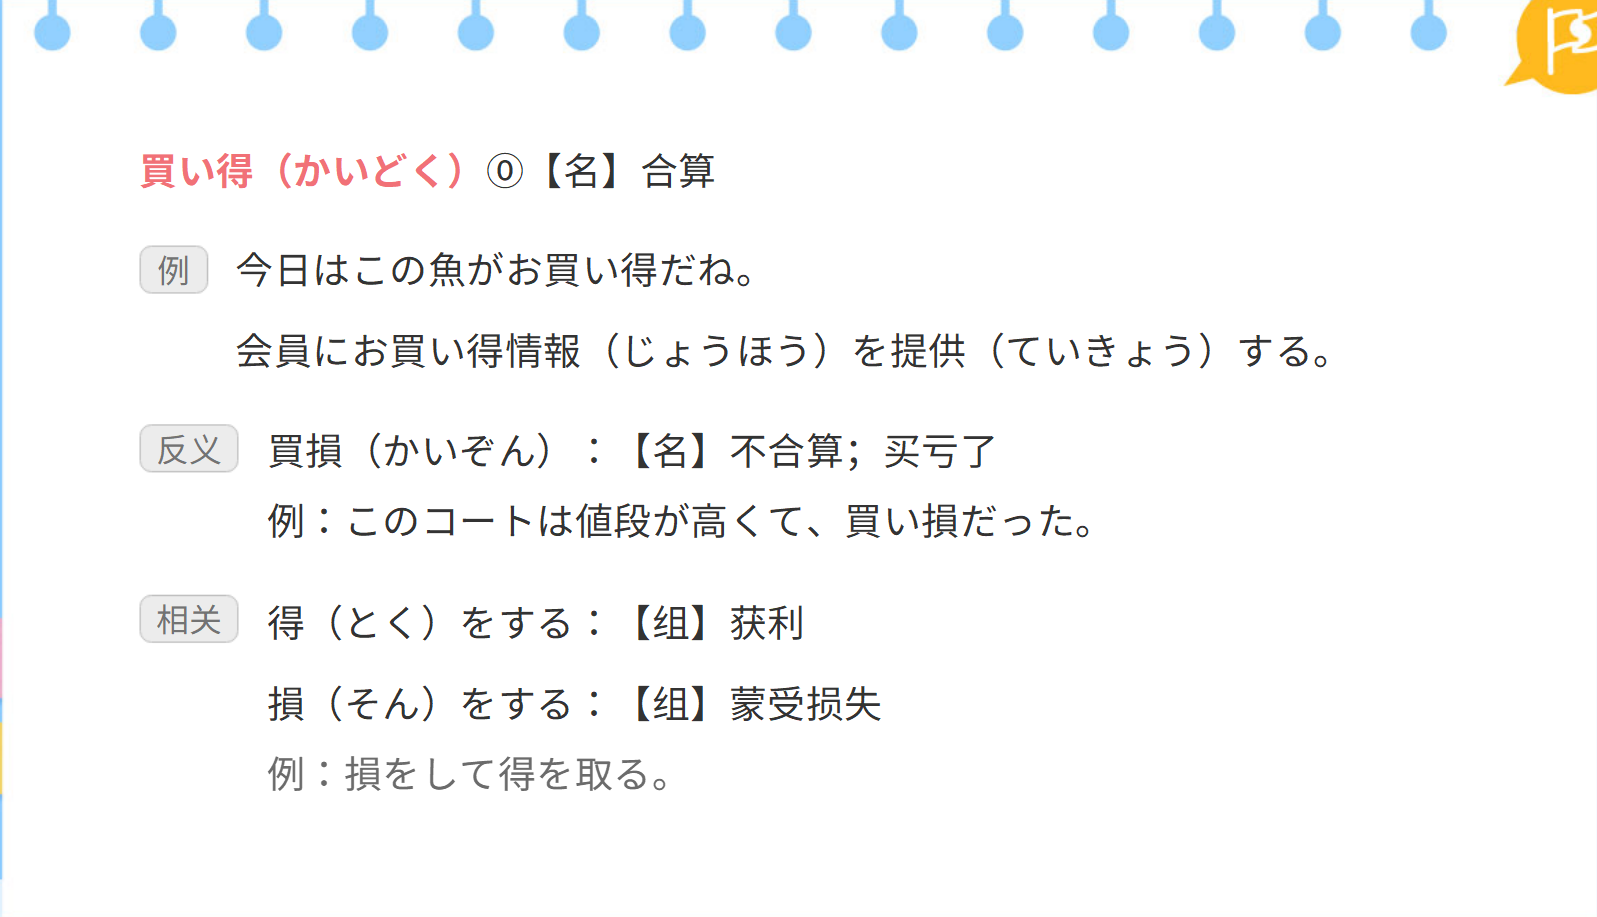 買い得（かいどく）⓪【名】合算
例 今日はこの魚がお買い得だね。
会員にお買い得情報（じょうほう）を提供（ていきょう）する。
反义 買損（かいぞん）：【名】不合算；买亏了
例：このコートは値段が高くて、買い損だった。
相关 得（とく）をする：【组】获利
損（そん）をする：【组】蒙受损失
例：損をして得を取る。